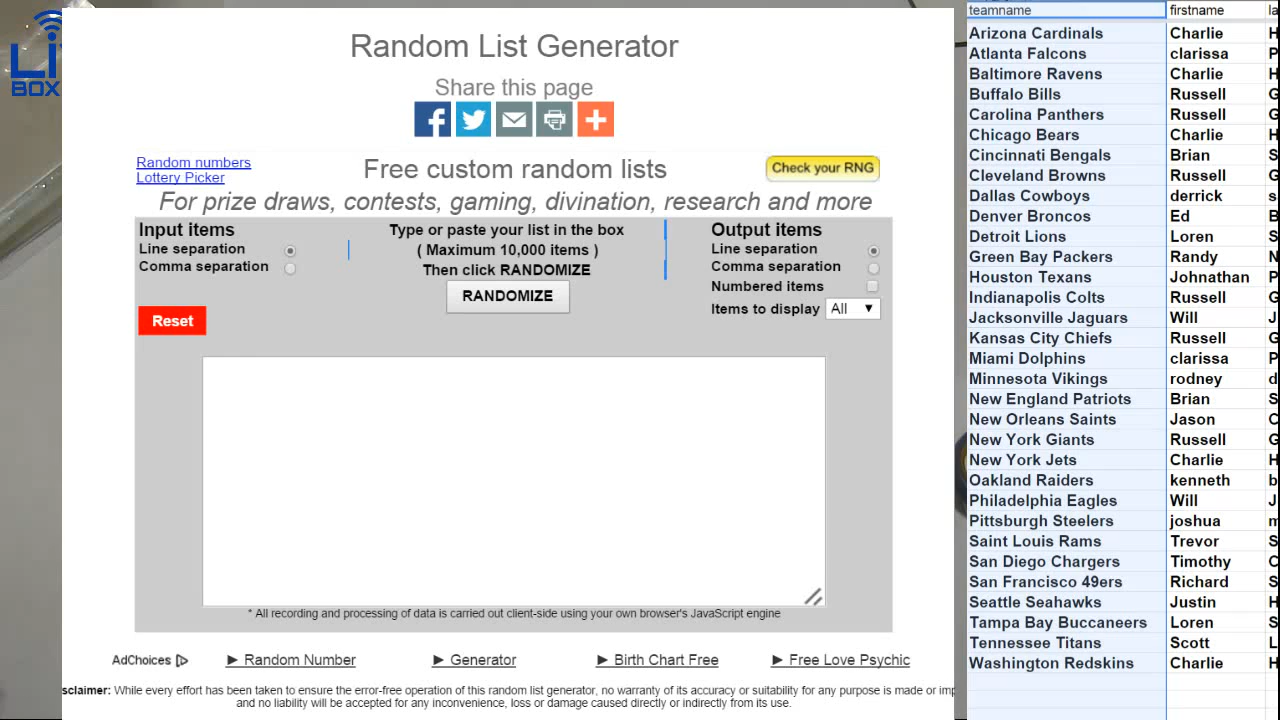 Li
BOX
Random List Generator
Share this page
Random numbers
Lottery Picker
Free custom random lists
Check your RNG
For prize draws, contests, gaming, divination, research and more
Input items
Line separation
Comma separation
Reset
Type or paste your list in the box
( Maximum 10,000 items )
Then click RANDOMIZE
RANDOMIZE
Output items
Line separation
Comma separation
Numbered items
Items to display All
* All recording and processing of data is carried out client-side using your own browser's JavaScript engine
AdChoices
► Random Number
► Generator
► Birth Chart Free
► Free Love Psychic
sclaimer: While every effort has been taken to ensure the error-free operation of this random list generator, no warranty of its accuracy or suitability for any purpose is made or imp
and no liability will be accepted for any inconvenience, loss or damage caused directly or indirectly from its use.
teamname firstname la
Arizona Cardinals Charlie H
Atlanta Falcons clarissa P
Baltimore Ravens Charlie H
Buffalo Bills Russell G
Carolina Panthers Russell G
Chicago Bears Charlie H
Cincinnati Bengals Brian S
Cleveland Browns Russell G
Dallas Cowboys derrick s
Denver Broncos Ed B
Detroit Lions Loren S
Green Bay Packers Randy N
Houston Texans Johnathan P
Indianapolis Colts Russell G
Jacksonville Jaguars Will J
Kansas City Chiefs Russell G
Miami Dolphins clarissa P
Minnesota Vikings rodney d
New England Patriots Brian S
New Orleans Saints Jason C
New York Giants Russell G
New York Jets Charlie H
Oakland Raiders kenneth b
Philadelphia Eagles Will J
Pittsburgh Steelers joshua m
Saint Louis Rams Trevor S
San Diego Chargers Timothy C
San Francisco 49ers Richard S
Seattle Seahawks Justin H
Tampa Bay Buccaneers Loren S
Tennessee Titans Scott L
Washington Redskins Charlie H